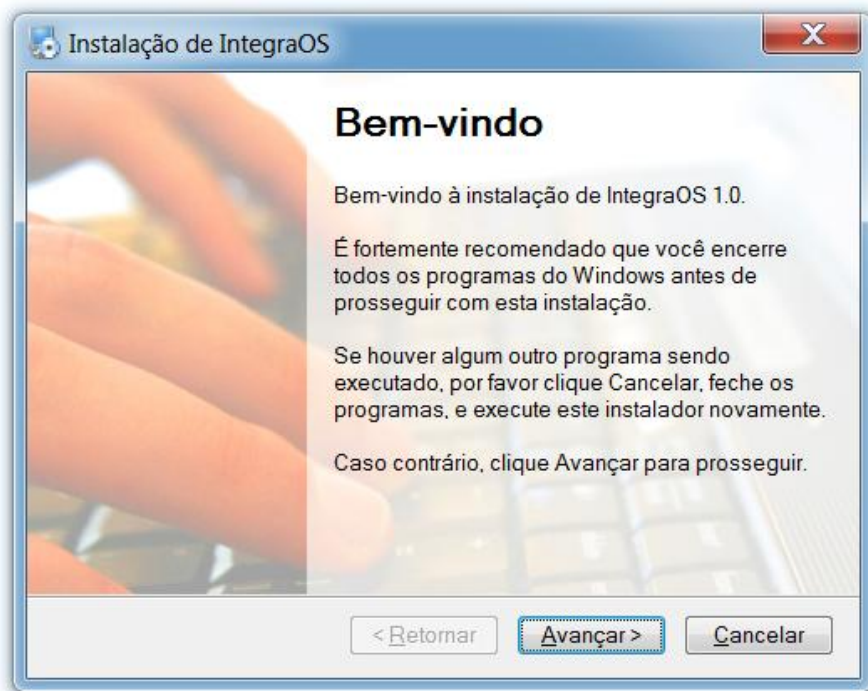 Instalação de IntegraOS
Bem-vindo
Bem-vindo à instalação de IntegraOS 1.0.
É fortemente recomendado que você encerre
todos os programas do Windows antes de
prosseguir com esta instalação.
Se houver algum outro programa sendo
executado, por favor clique Cancelar, feche os
programas, e execute este instalador novamente.
Caso contrário, clique Avançar para prosseguir.
< Retornar
Avançar >
Cancelar